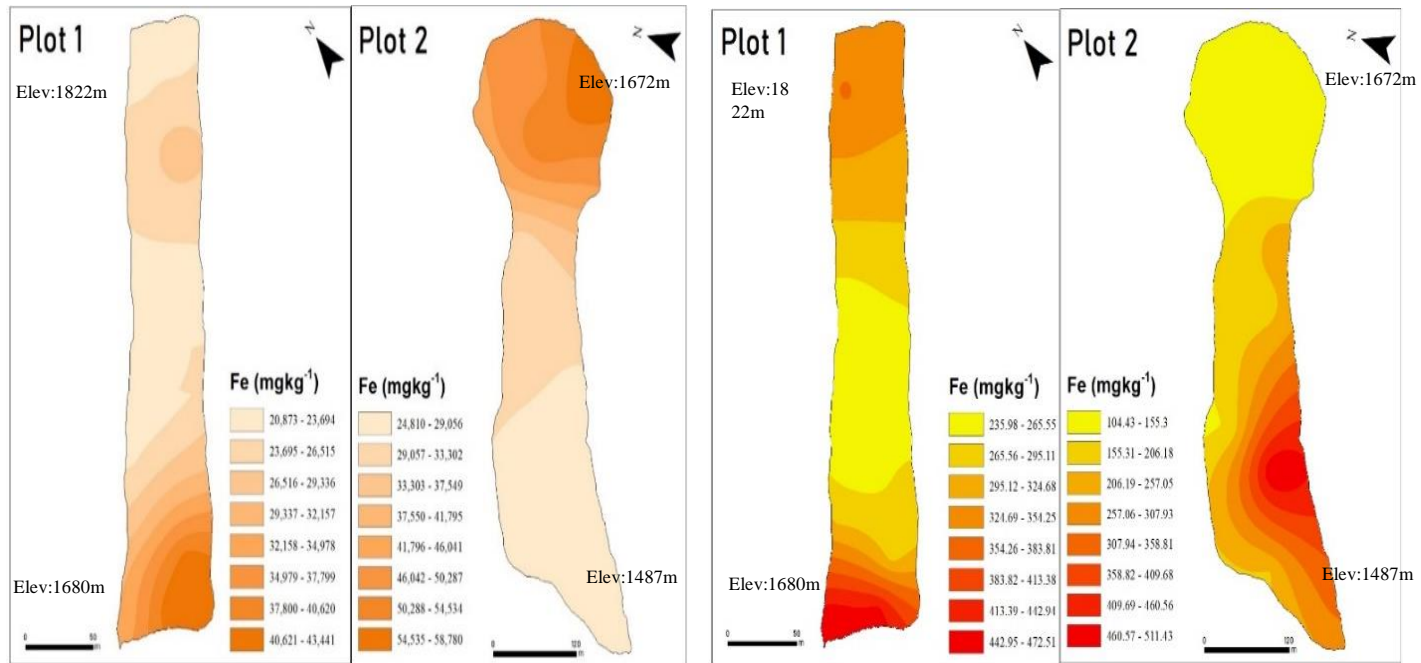 Plot 1
N
Elev:1822m
Elev:1680m
Fe (mgkg-1)
20,873 - 23,694
23,695 - 26,515
26,516 - 29,336
29,337 - 32,157
32,158 - 34,978
34,979 - 37,799
37,800 - 40,620
40,621 - 43,441
0 50
m
Plot 2
N
Elev:1672m
Elev:1487m
Fe (mgkg-1)
24,810 - 29,056
29,057 - 33,302
33,303 - 37,549
37,550 - 41,795
41,796 - 46,041
46,042 - 50,287
50,288 - 54,534
54,535 - 58,780
0 120
m
Plot 1
N
Elev:18
22m
Elev:1680m
Fe (mgkg-1)
235.98 - 265.55
265.56 - 295.11
295.12 - 324.68
324.69 - 354.25
354.26 - 383.81
383.82 - 413.38
413.39 - 442.94
442.95 - 472.51
0 50
m
Plot 2
N
Elev:1672m
Elev:1487m
Fe (mgkg-1)
104.43 - 155.3
155.31 - 206.18
206.19 - 257.05
257.06 - 307.93
307.94 - 358.81
358.82 - 409.68
409.69 - 460.56
460.57 - 511.43
0 120
m